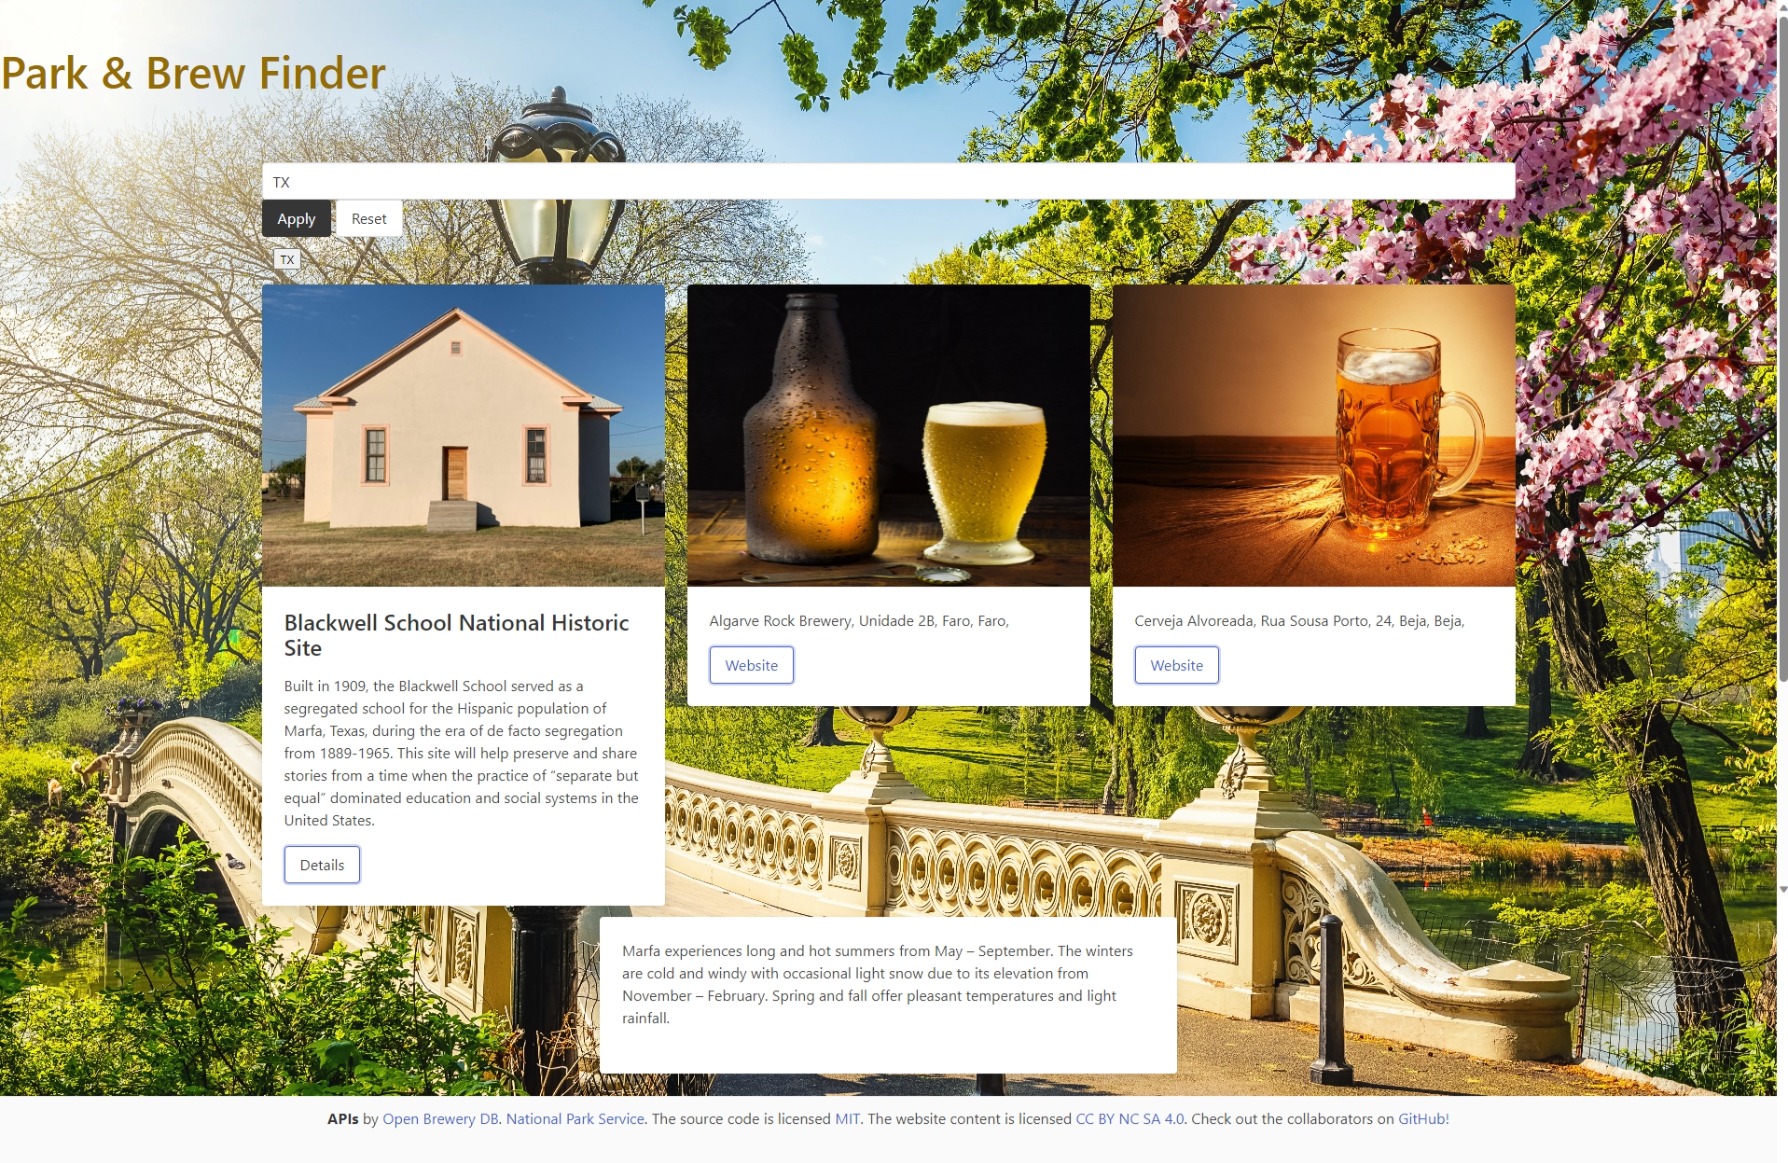 Park & Brew Finder
TX
Apply
Reset
TX
Blackwell School National Historic
Site
Built in 1909, the Blackwell School served as a
segregated school for the Hispanic population of
Marfa, Texas, during the era of de facto segregation
from 1889-1965. This site will help preserve and share
stories from a time when the practice of “separate but
equal” dominated education and social systems in the
United States.
Details
Algarve Rock Brewery, Unidade 2B, Faro, Faro,
Website
Cerveja Alvoreada, Rua Sousa Porto, 24, Beja, Beja,
Website
Marfa experiences long and hot summers from May – September. The winters
are cold and windy with occasional light snow due to its elevation from
November – February. Spring and fall offer pleasant temperatures and light
rainfall.
APIs by Open Brewery DB. National Park Service. The source code is licensed MIT. The website content is licensed CC BY NC SA 4.0. Check out the collaborators on GitHub!